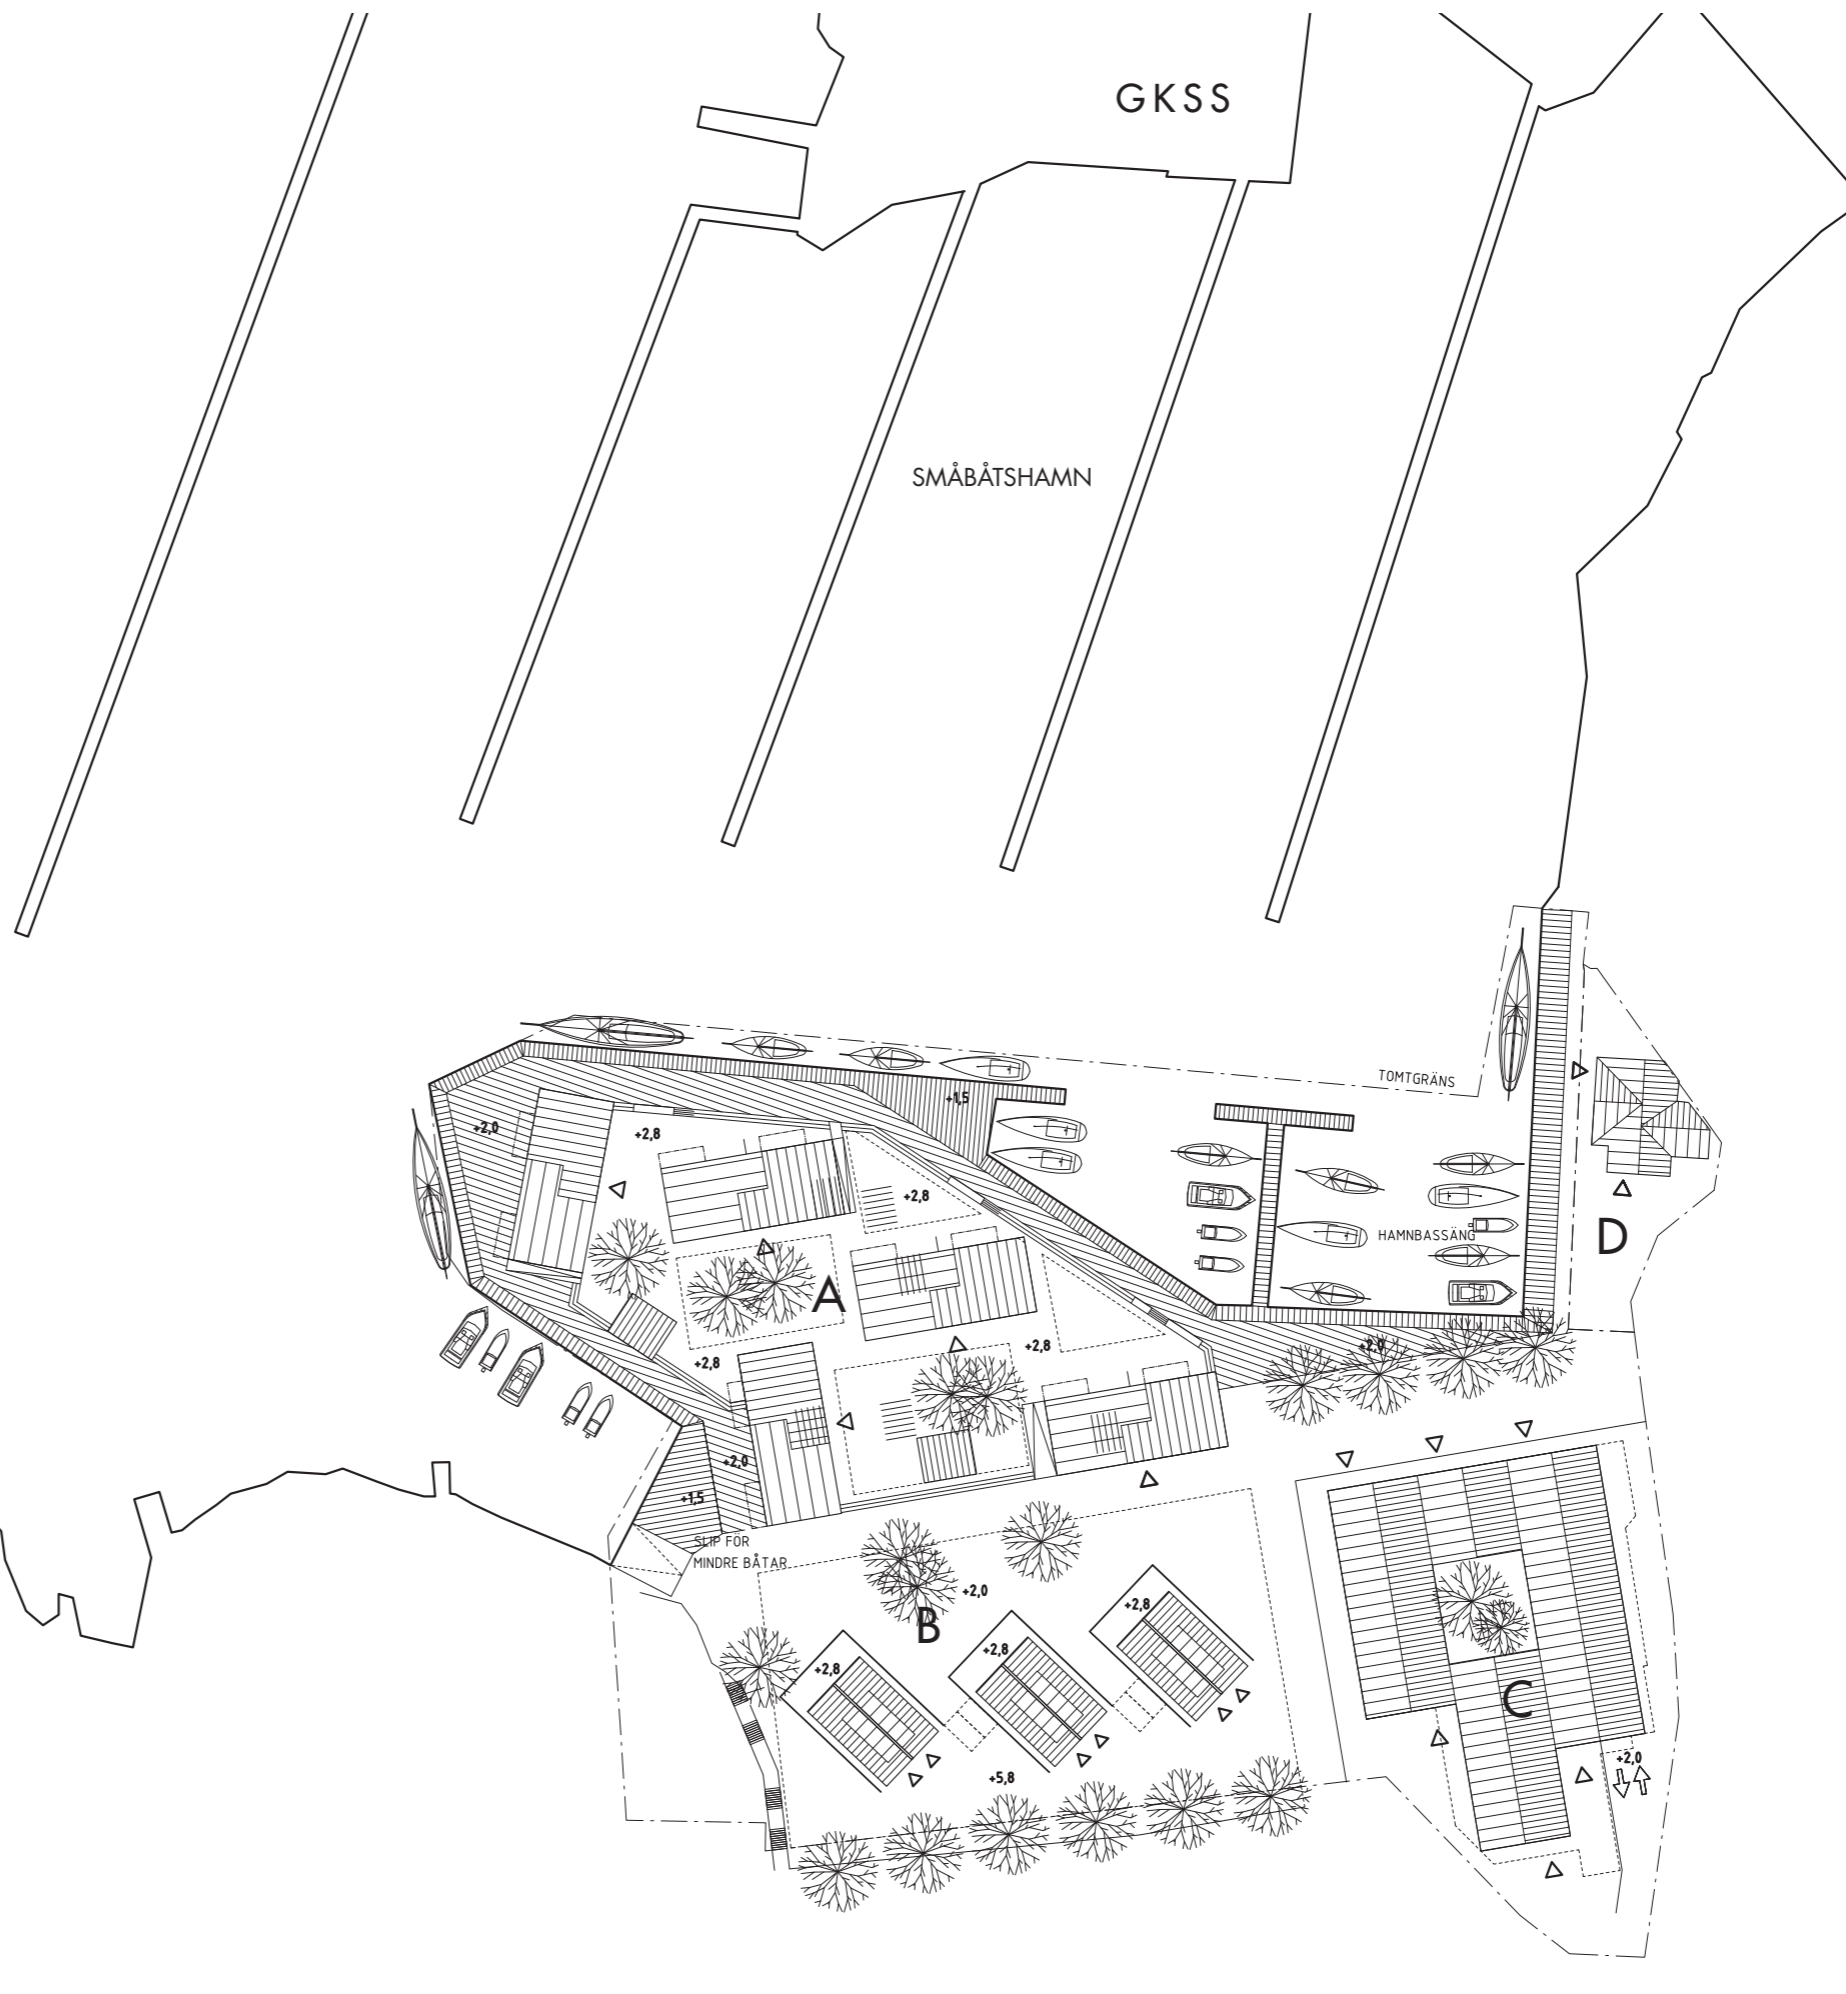 GKSS
SMÅBÅTSHAMN
TOMTGRÄNS
+1,5
+2,0
+2,8
+2,8
HAMNBASSÄNG
D
A
+2,8
+2,8
+2,0
+2,0
+1,5
SLIP FÖR
MINDRE BÅTAR
+2,0
+2,8
B
+2,8
+2,8
C
+2,0
+5,8